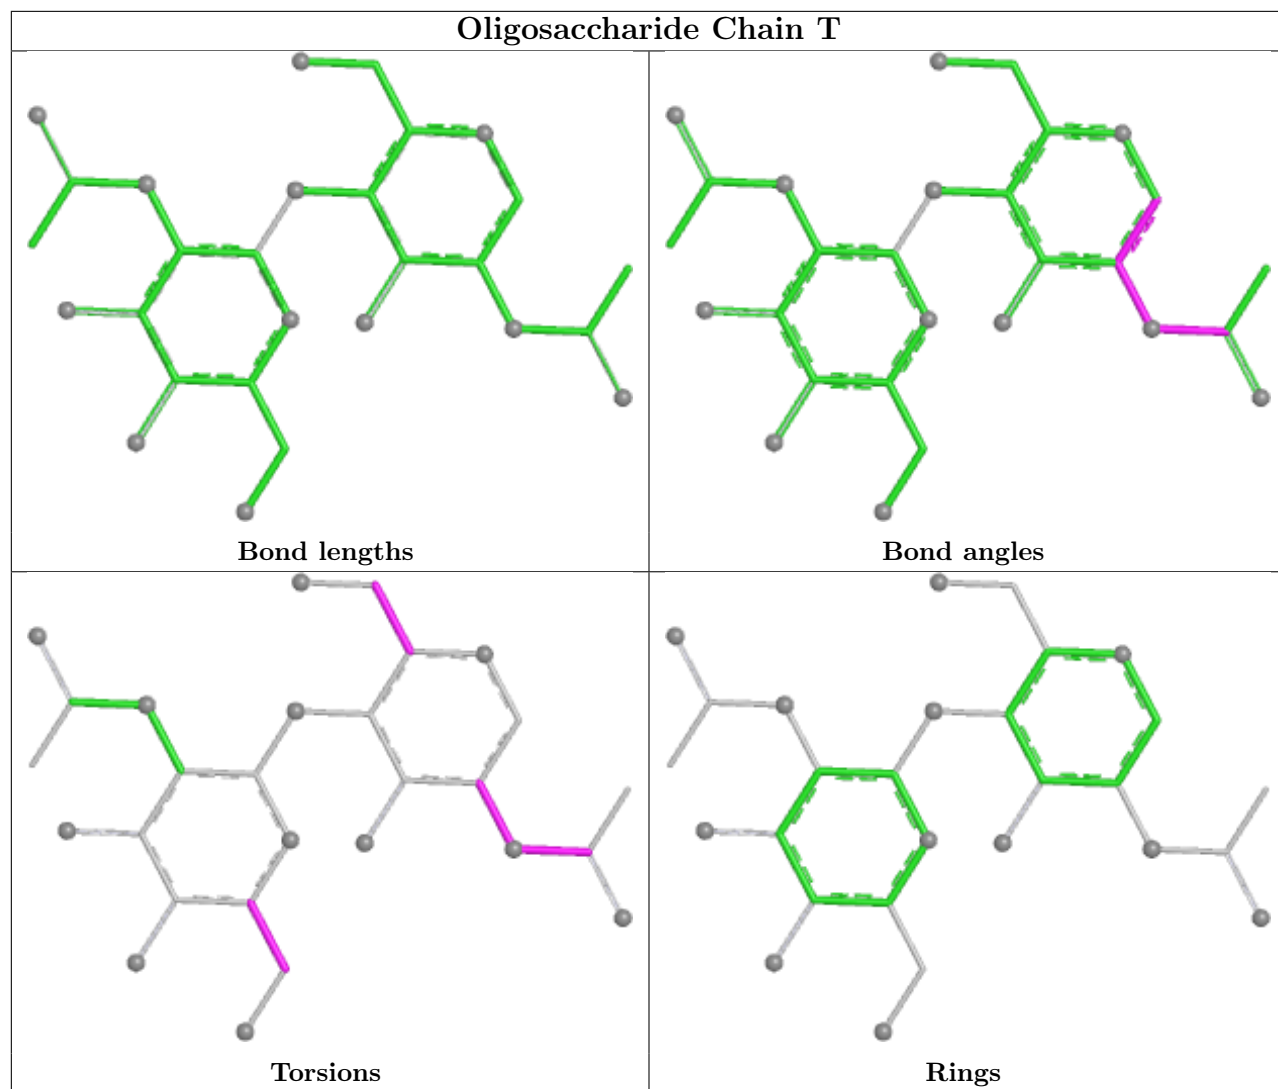 Oligosaccharide Chain T
Bond lengths
Bond angles
Torsions
Rings